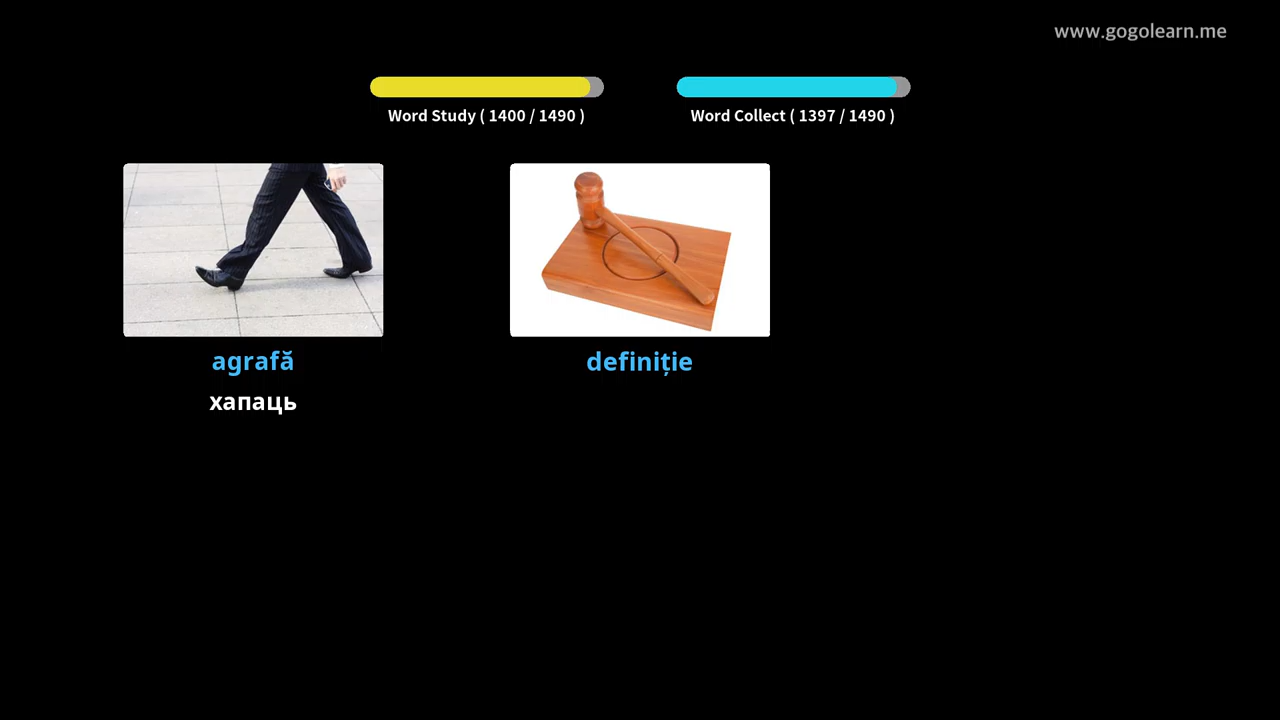 www.gogolearn.me
Word Study ( 1400 / 1490 )
Word Collect ( 1397 / 1490 )
agrafă
definiție
хапаць